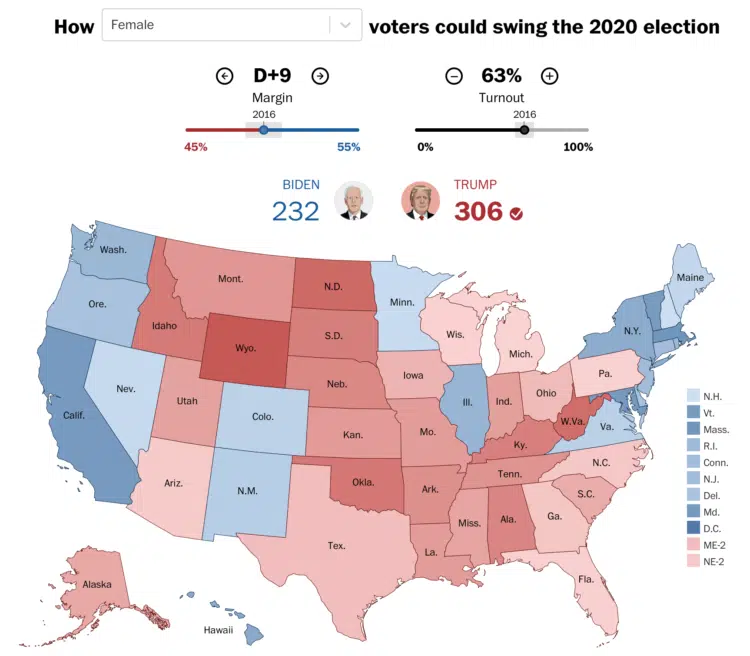 How Female voters could swing the 2020 election
D+9 63%
Margin Turnout
2016 2016
45% 55% 0% 100%
BIDEN TRUMP
232 306
Wash.
Maine
Mont.
N.D.
Minn.
Ore.
Idaho
S.D.
Wis.
N.Y.
Wyo.
Mich.
Iowa
Pa.
Neb.
Nev.
Utah
Colo.
Ill.
Ind.
Ohio
N.H.
Calif.
Kan.
Mo.
W.Va.
Va.
Vt.
Ky.
Mass.
R.I.
Ariz.
N.M.
Okla.
Ark.
Tenn.
N.C.
Conn.
S.C.
N.J.
Del.
Miss.
Ala.
Ga.
Md.
D.C.
Tex.
La.
ME-2
NE-2
Alaska
Fla.
Hawaii